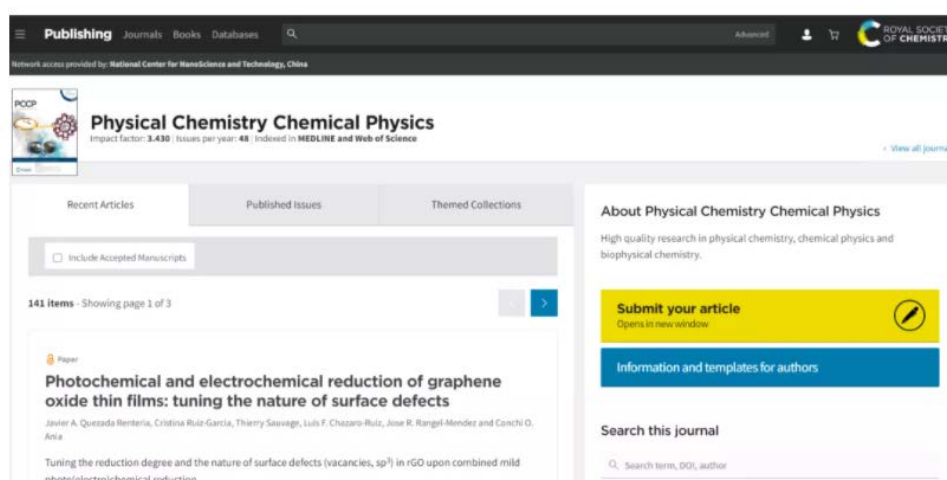 Publishing Journals Books Databases
Advanced
ROYAL SOCIET
OF CHEMISTR
Network access provided by: National Center for NanoScience and Technology, China
PCCP
Physical Chemistry Chemical Physics
Impact factor: 3.430 | Issues per year: 48 | Indexed in MEDLINE and Web of Science
‹ View all journa
Recent Articles
Published Issues
Themed Collections
Include Accepted Manuscripts
141 items - Showing page 1 of 3
Paper
Photochemical and electrochemical reduction of graphene
oxide thin films: tuning the nature of surface defects
Javier A. Quezada Renteria, Cristina Ruiz-Garcia, Thierry Sauvage, Luis F. Chazaro-Ruiz, Jose R. Rangel-Mendez and Conchi O.
Ania
Tuning the reduction degree and the nature of surface defects (vacancies, sp³) in rGO upon combined mild
About Physical Chemistry Chemical Physics
High quality research in physical chemistry, chemical physics and
biophysical chemistry.
Submit your article
Opens in new window
Information and templates for authors
Search this journal
Search term, DOI, author